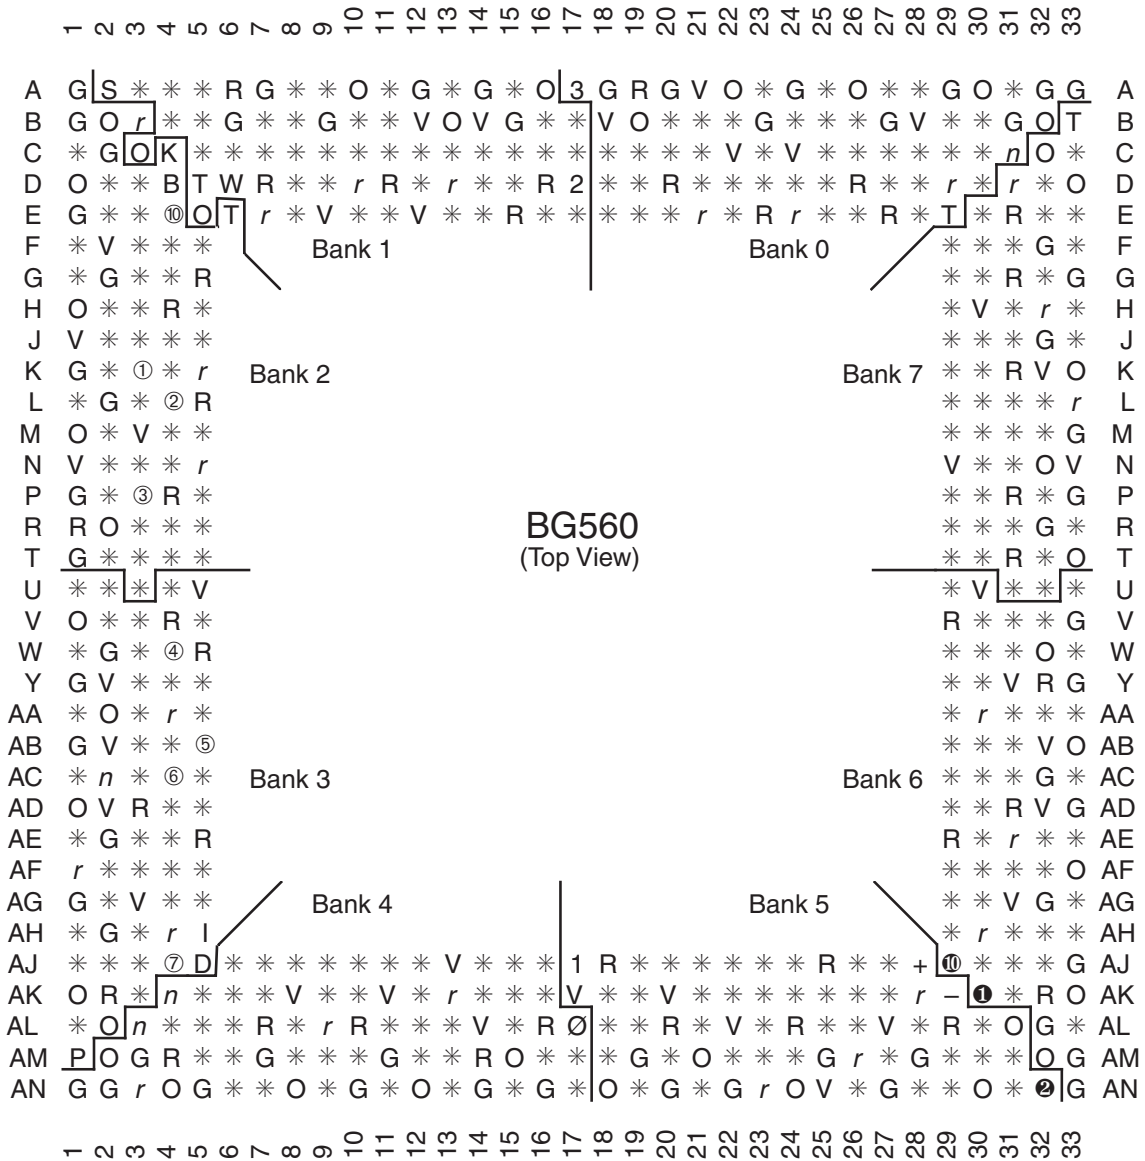 1 2 3 4 5 6 7 8 9 10 11 12 13 14 15 16 17 18 19 20 21 22 23 24 25 26 27 28 29 30 31 32 33
A G S ✳ ✳ ✳ R G ✳ ✳ O ✳ G ✳ G ✳ O 3 G R G V O ✳ G ✳ O ✳ ✳ G O ✳ G G A
B G O r ✳ ✳ G ✳ ✳ G ✳ ✳ V O V G ✳ ✳ V O ✳ ✳ ✳ G ✳ ✳ ✳ G V ✳ ✳ G O T B
C ✳ G O K ✳ ✳ ✳ ✳ ✳ ✳ ✳ ✳ ✳ ✳ ✳ ✳ ✳ ✳ ✳ ✳ ✳ V ✳ V ✳ ✳ ✳ ✳ ✳ ✳ n O ✳ C
D O ✳ ✳ B T W R ✳ ✳ r R ✳ r ✳ ✳ R 2 ✳ ✳ R ✳ ✳ ✳ ✳ ✳ R ✳ ✳ r ✳ r ✳ O D
E G ✳ ✳ ⑩ O T r ✳ V ✳ ✳ V ✳ ✳ R ✳ ✳ ✳ ✳ ✳ r ✳ R r ✳ ✳ R ✳ T ✳ R ✳ ✳ E
F ✳ V ✳ ✳ ✳ Bank 1 Bank 0 ✳ ✳ ✳ G ✳ F
G ✳ G ✳ ✳ R ✳ ✳ R ✳ G G
H O ✳ ✳ R ✳ ✳ V ✳ r ✳ H
J V ✳ ✳ ✳ ✳ ✳ ✳ ✳ G ✳ J
K G ✳ ① ✳ r Bank 2 Bank 7 ✳ ✳ R V O K
L ✳ G ✳ ② R ✳ ✳ ✳ ✳ r L
M O ✳ V ✳ ✳ ✳ ✳ ✳ ✳ G M
N V ✳ ✳ ✳ r V ✳ ✳ O V N
P G ✳ ③ R ✳ ✳ ✳ R ✳ G P
R R O ✳ ✳ ✳ BG560 ✳ ✳ ✳ G ✳ R
T G ✳ ✳ ✳ ✳ (Top View) ✳ ✳ R ✳ O T
U ✳ ✳ ✳ ✳ V ✳ V ✳ ✳ ✳ U
V O ✳ ✳ R ✳ R ✳ ✳ ✳ G V
W ✳ G ✳ ④ R ✳ ✳ ✳ O ✳ W
Y G V ✳ ✳ ✳ ✳ ✳ V R G Y
AA ✳ O ✳ r ✳ ✳ r ✳ ✳ ✳ AA
AB G V ✳ ✳ ⑤ ✳ ✳ ✳ V O AB
AC ✳ n ✳ ⑥ ✳ Bank 3 Bank 6 ✳ ✳ ✳ G ✳ AC
AD O V R ✳ ✳ ✳ ✳ R V G AD
AE ✳ G ✳ ✳ R R ✳ r ✳ ✳ AE
AF r ✳ ✳ ✳ ✳ ✳ ✳ ✳ ✳ O AF
AG G ✳ V ✳ ✳ Bank 4 Bank 5 ✳ ✳ V G ✳ AG
AH ✳ G ✳ r I ✳ r ✳ ✳ ✳ AH
AJ ✳ ✳ ✳ ⑦ D ✳ ✳ ✳ ✳ ✳ ✳ ✳ V ✳ ✳ ✳ 1 R ✳ ✳ ✳ ✳ ✳ ✳ R ✳ ✳ + ❿ ✳ ✳ ✳ G AJ
AK O R ✳ n ✳ ✳ ✳ V ✳ ✳ V ✳ r ✳ ✳ ✳ V ✳ ✳ V ✳ ✳ ✳ ✳ ✳ ✳ ✳ r – ❶ ✳ R O AK
AL ✳ O n ✳ ✳ ✳ R ✳ r R ✳ ✳ ✳ V ✳ R Ø ✳ ✳ R ✳ V ✳ R ✳ ✳ V ✳ R ✳ O G ✳ AL
AM P O G R ✳ ✳ G ✳ ✳ ✳ G ✳ ✳ R O ✳ ✳ ✳ G ✳ O ✳ ✳ ✳ G r ✳ G ✳ ✳ ✳ O G AM
AN G G r O G ✳ ✳ O ✳ G ✳ O ✳ G ✳ G ✳ O ✳ G ✳ G r O V ✳ G ✳ ✳ O ✳ ❷ G AN
1 2 3 4 5 6 7 8 9 10 11 12 13 14 15 16 17 18 19 20 21 22 23 24 25 26 27 28 29 30 31 32 33